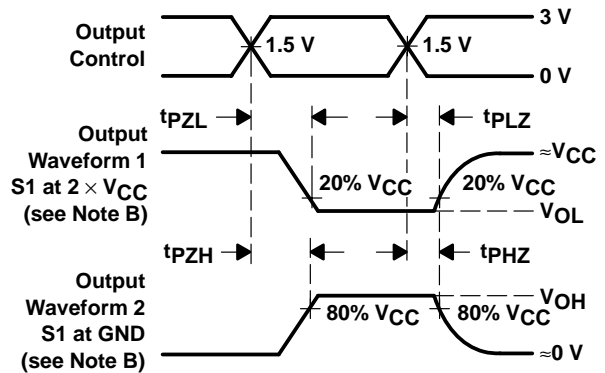 Output
Control
3 V
1.5 V
1.5 V
0 V
tPZL
tPLZ
Output
Waveform 1
S1 at 2 × VCC
(see Note B)
≈VCC
20% VCC
20% VCC
VOL
tPZH
tPHZ
Output
Waveform 2
S1 at GND
(see Note B)
VOH
80% VCC
80% VCC
≈0 V